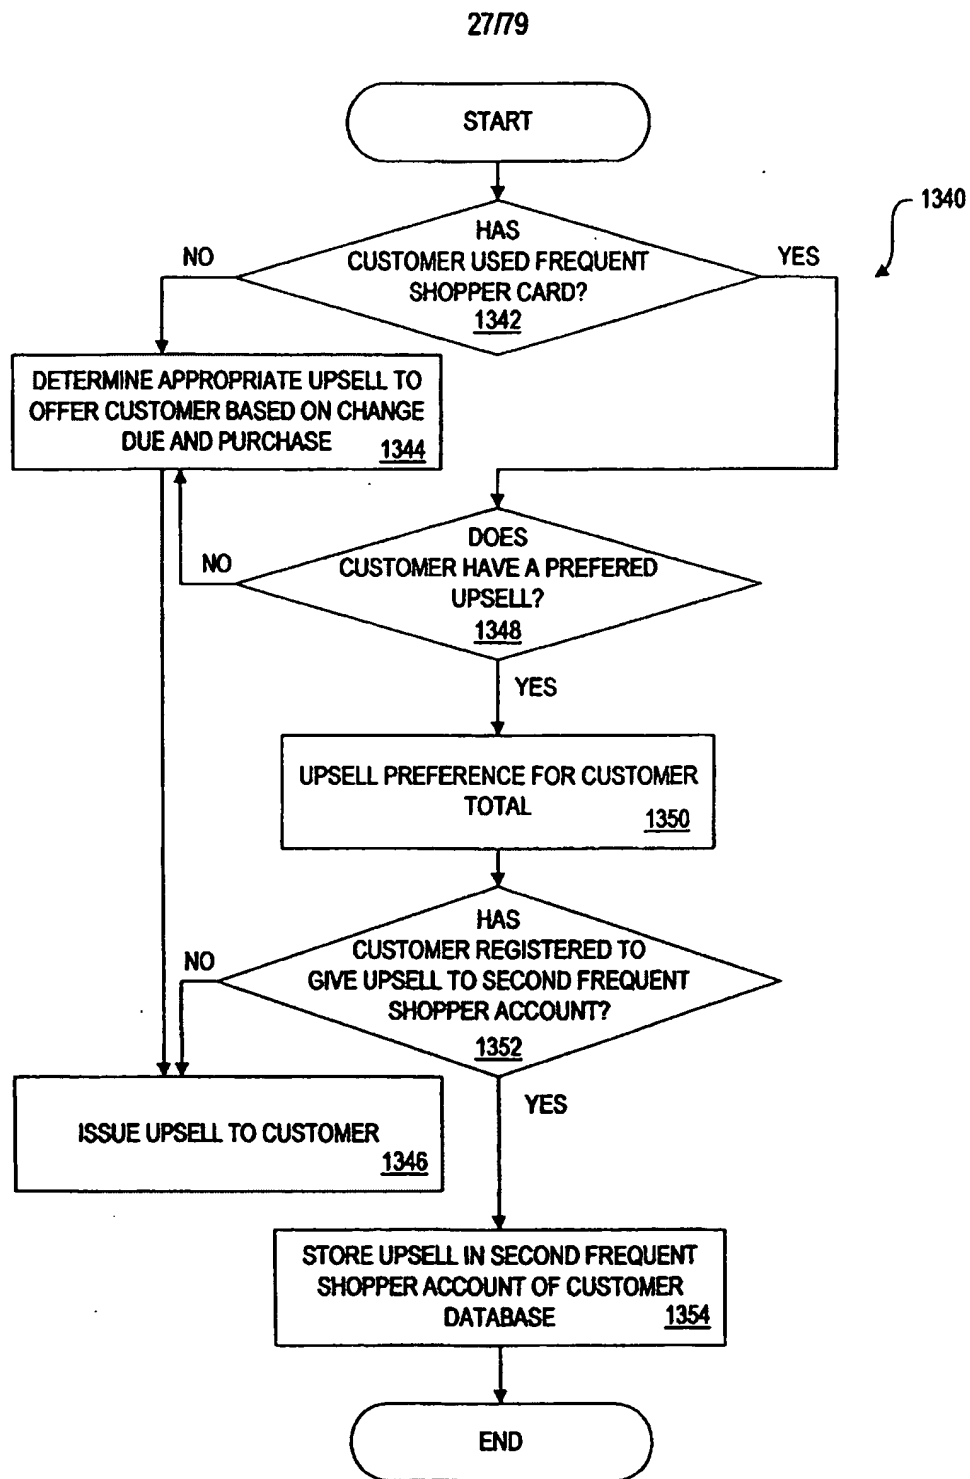 27/79
START
1340
HAS
CUSTOMER USED FREQUENT
SHOPPER CARD?
1342
NO
YES
DETERMINE APPROPRIATE UPSELL TO
OFFER CUSTOMER BASED ON CHANGE
DUE AND PURCHASE
1344
DOES
CUSTOMER HAVE A PREFERED
UPSELL?
1348
NO
YES
UPSELL PREFERENCE FOR CUSTOMER
TOTAL
1350
HAS
CUSTOMER REGISTERED TO
GIVE UPSELL TO SECOND FREQUENT
SHOPPER ACCOUNT?
1352
NO
YES
ISSUE UPSELL TO CUSTOMER
1346
STORE UPSELL IN SECOND FREQUENT
SHOPPER ACCOUNT OF CUSTOMER
DATABASE
1354
END